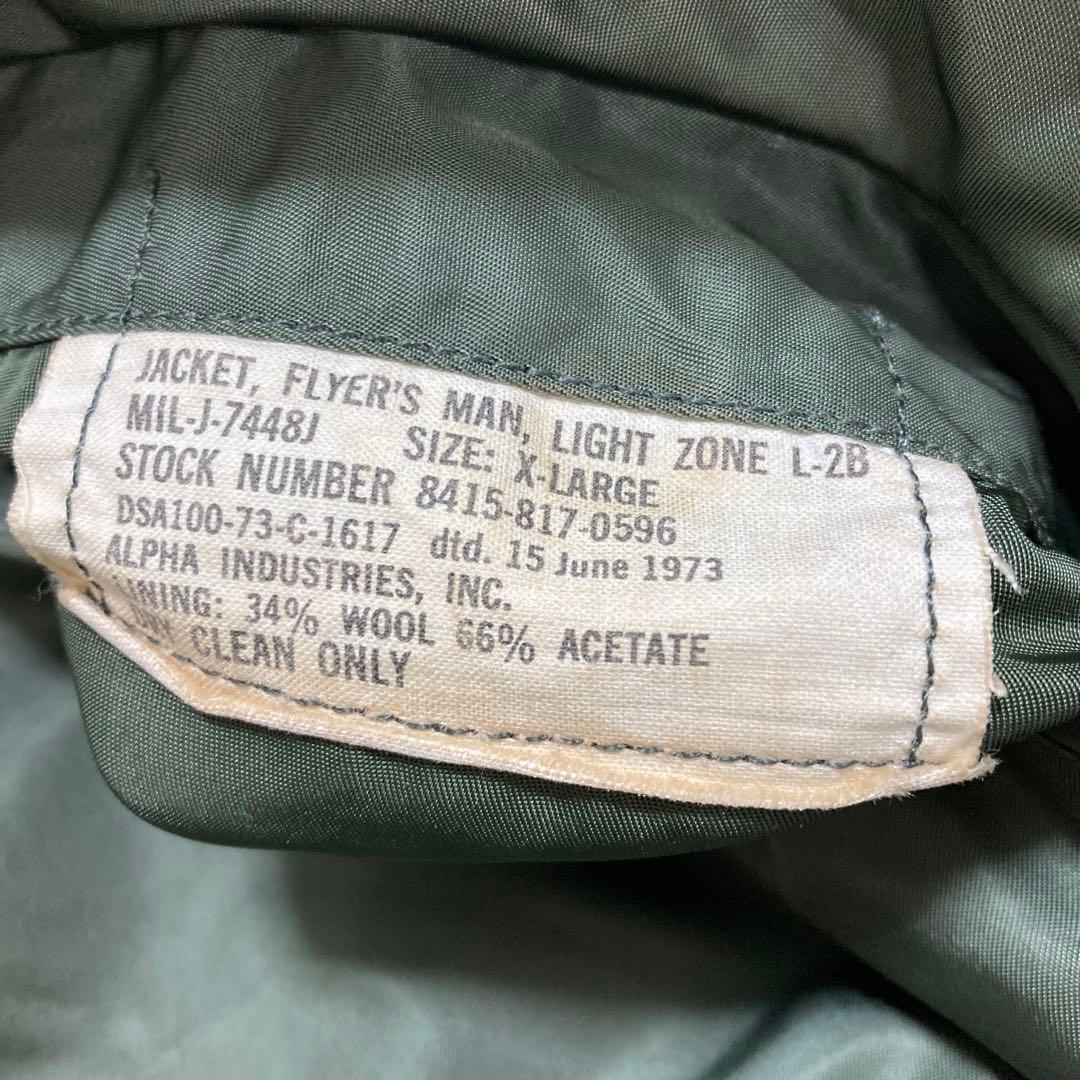 JACKET, FLYER'S MAN, LIGHT ZONE L-2B
MIL-J-7448J SIZE: X-LARGE
STOCK NUMBER 8415-817-0596
DSA100-73-C-1617 dtd. 15 June 1973
ALPHA INDUSTRIES, INC.
LINING: 34% WOOL 66% ACETATE
CLEAN ONLY